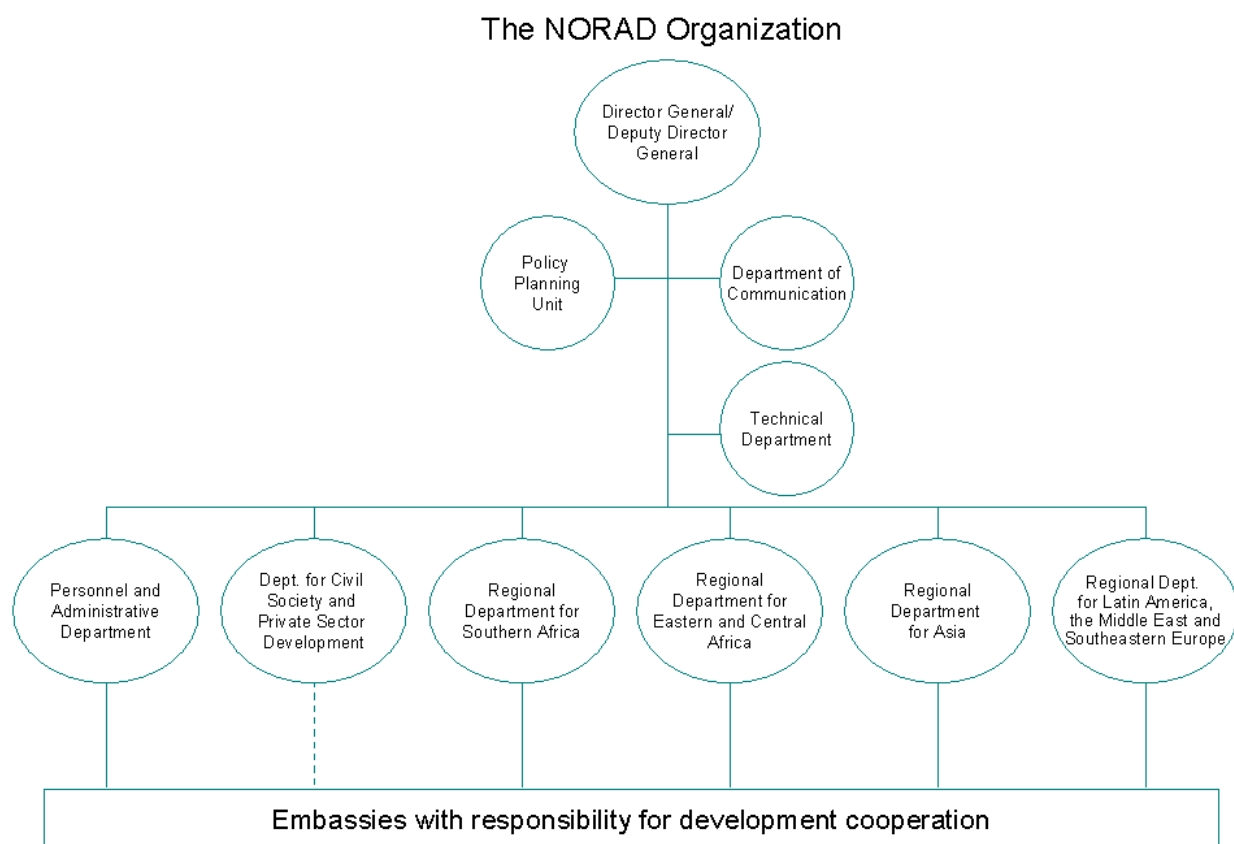 The NORAD Organization
Director General/
Deputy Director
General
Policy
Planning
Unit
Department of
Communication
Technical
Department
Personnel and
Administrative
Department
Dept. for Civil
Society and
Private Sector
Development
Regional
Department for
Southern Africa
Regional
Department for
Eastern and Central
Africa
Regional
Department
for Asia
Regional Dept.
for Latin America,
the Middle East and
Southeastern Europe
Embassies with responsibility for development cooperation